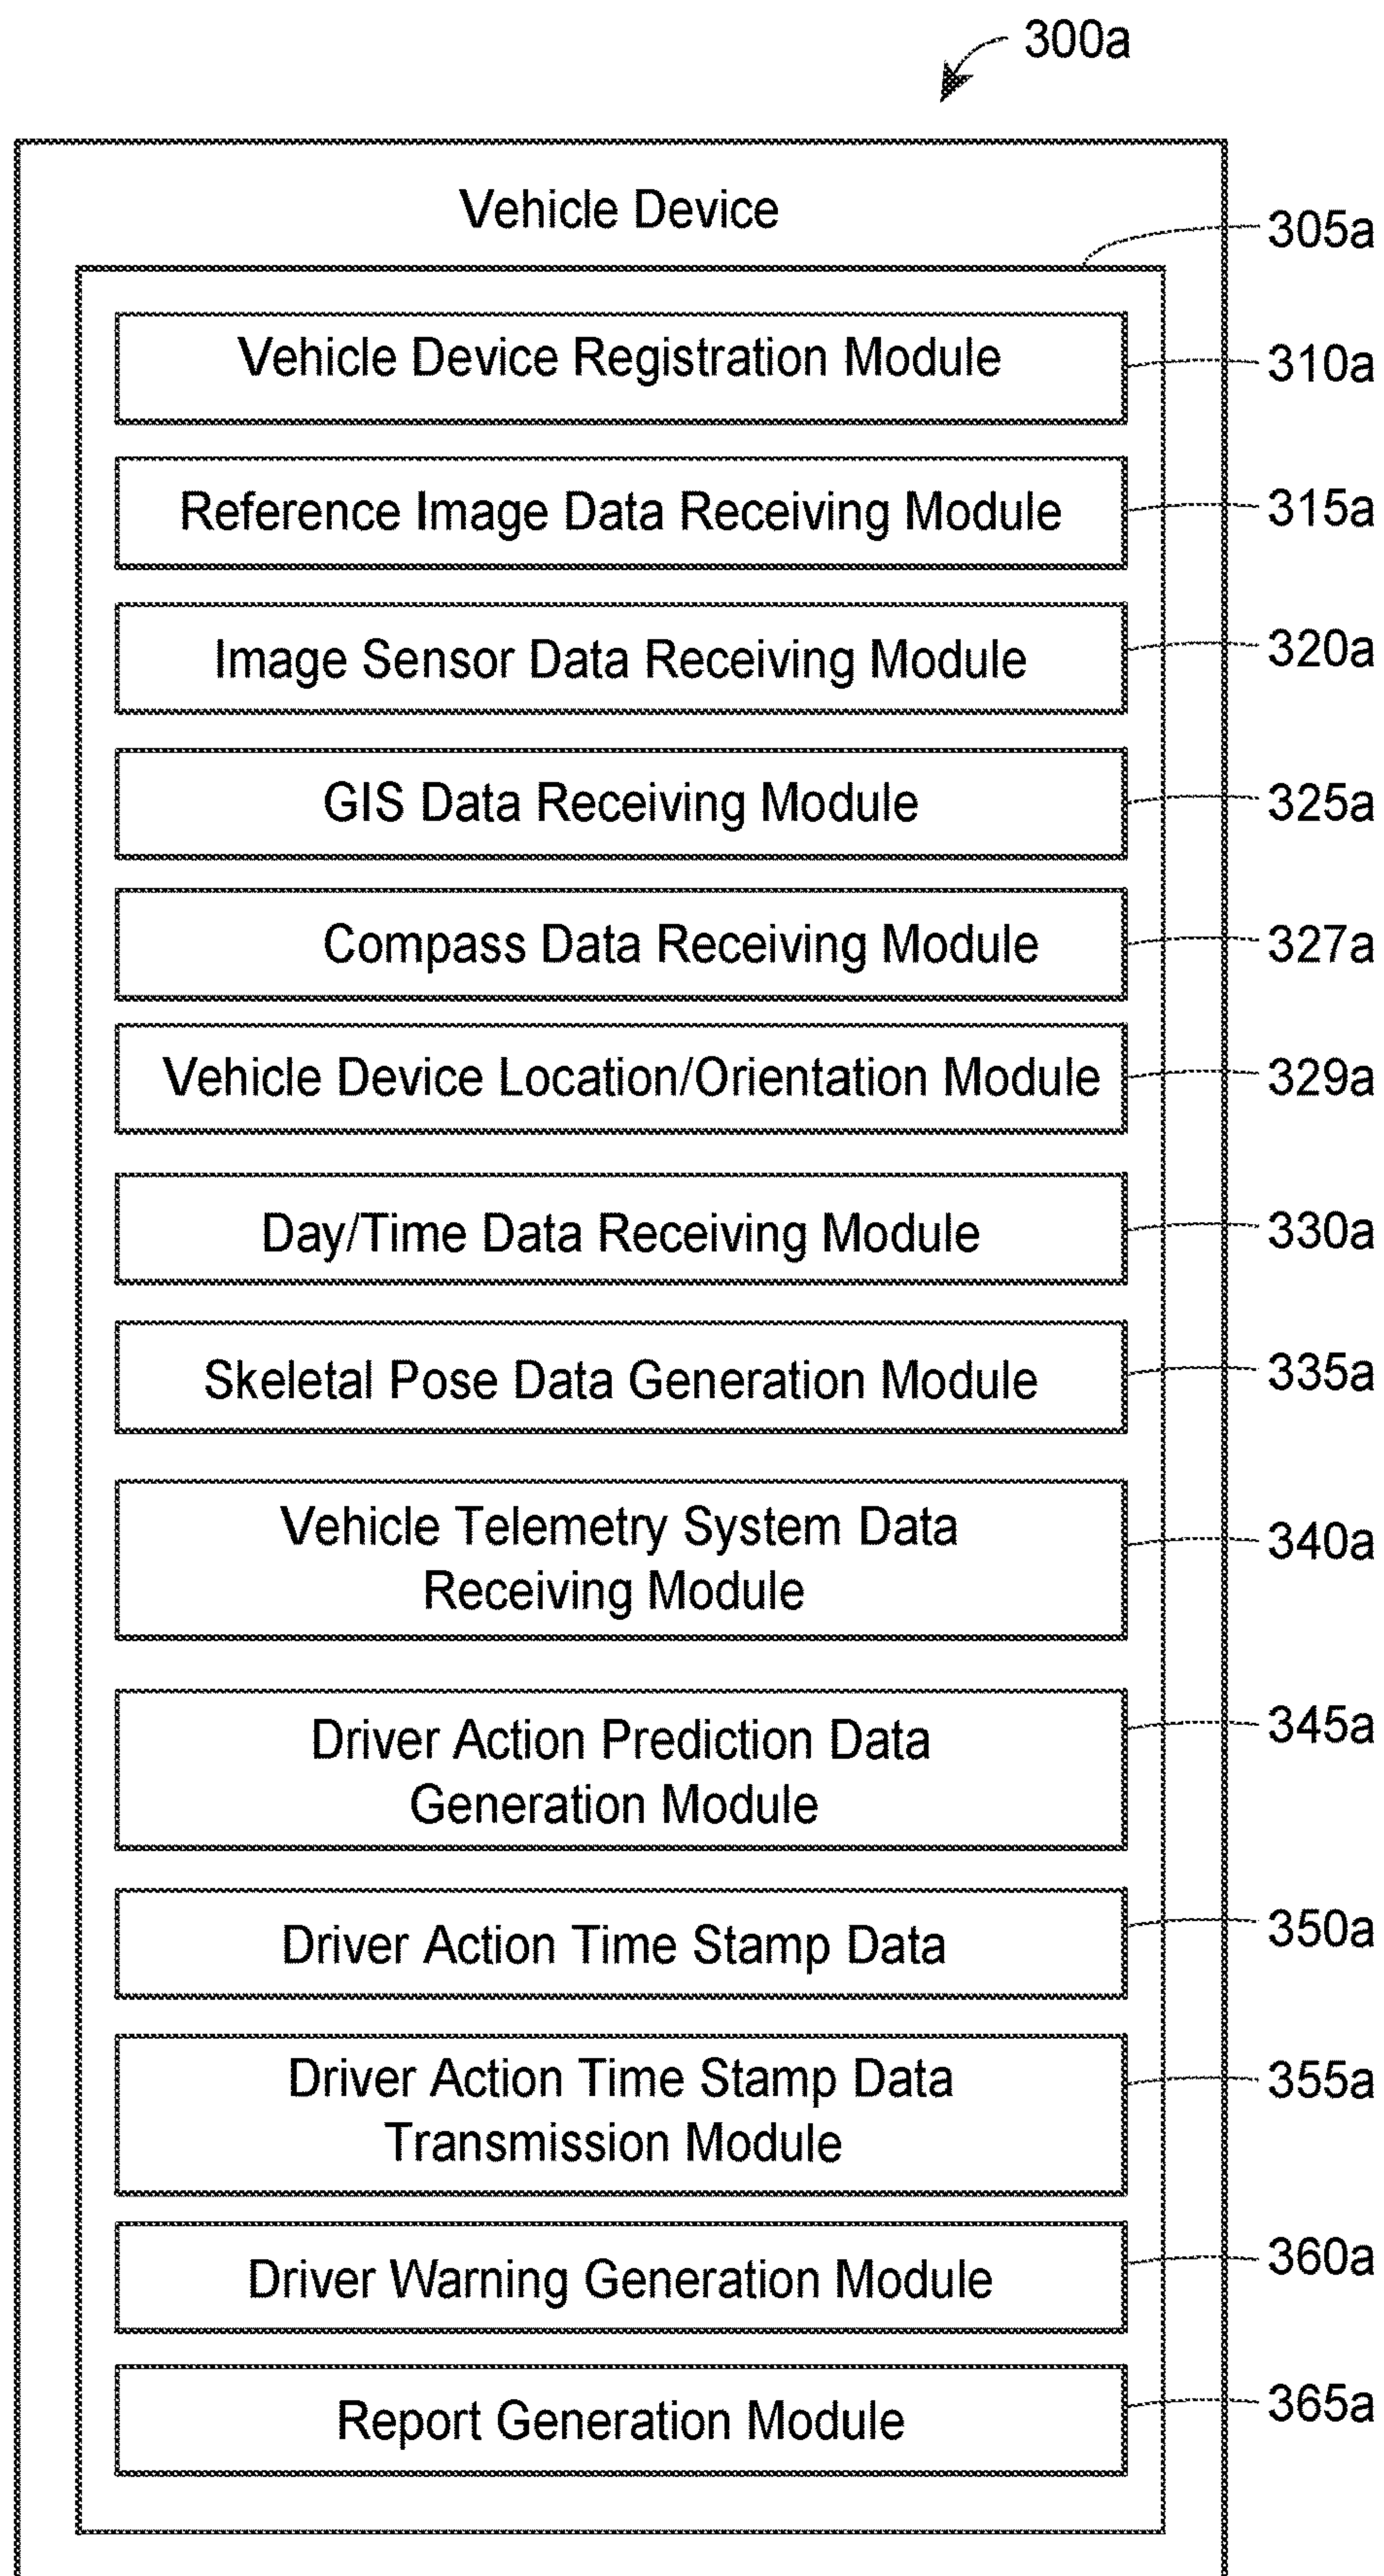 300a
Vehicle Device
305a
Vehicle Device Registration Module
310a
Reference Image Data Receiving Module
315a
Image Sensor Data Receiving Module
320a
GIS Data Receiving Module
325a
Compass Data Receiving Module
327a
Vehicle Device Location/Orientation Module
329a
Day/Time Data Receiving Module
330a
Skeletal Pose Data Generation Module
335a
Vehicle Telemetry System Data
Receiving Module
340a
Driver Action Prediction Data
Generation Module
345a
Driver Action Time Stamp Data
350a
Driver Action Time Stamp Data
Transmission Module
355a
Driver Warning Generation Module
360a
Report Generation Module
365a